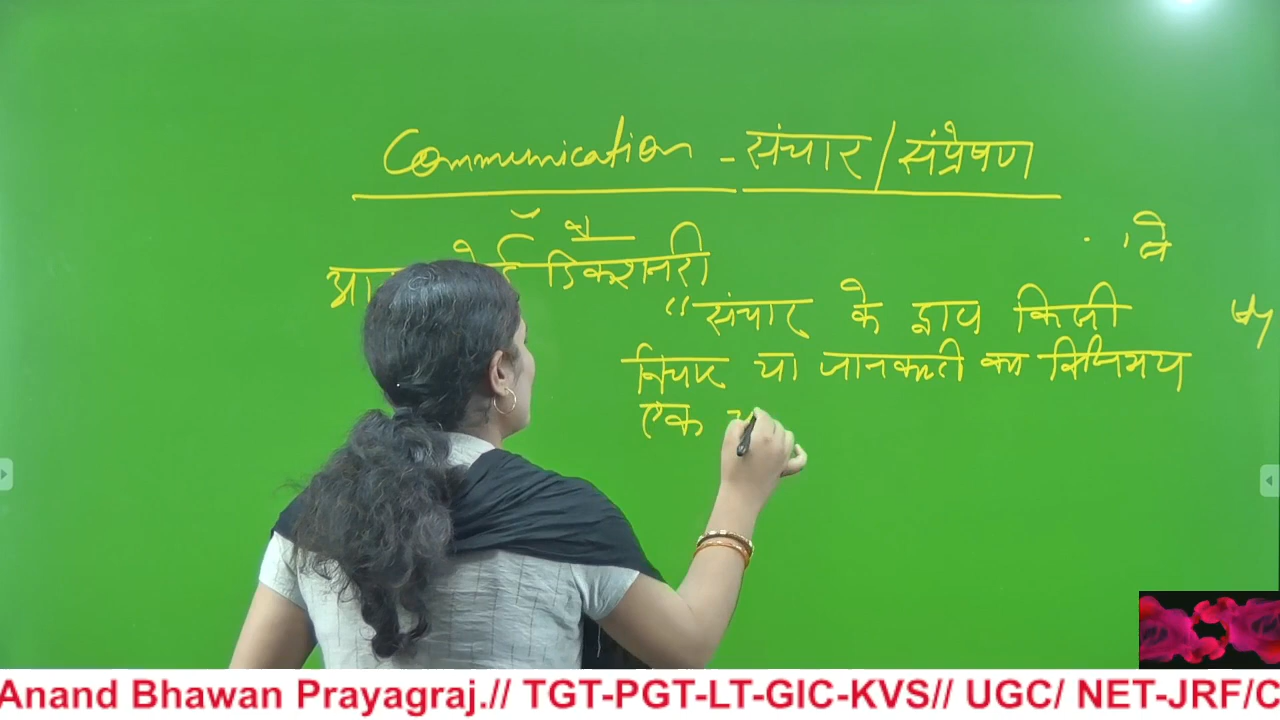 Communication - संचार / संप्रेषण
डिक्शनरी
"संचार के द्वारा किसी
विचार या जानकारी का विनिमय
एक
Anand Bhawan Prayagraj.// TGT-PGT-LT-GIC-KVS// UGC/ NET-JRF/C